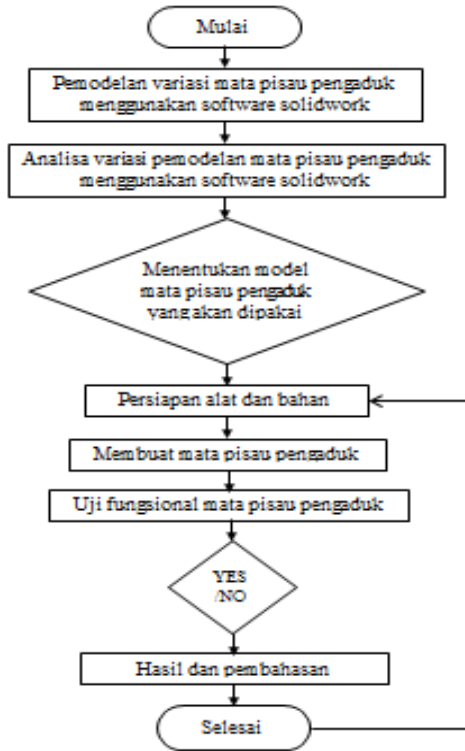 Mulai
Pemodelan variasi mata pisau pengaduk
menggunakan software solidwork
Analisa variasi pemodelan mata pisau pengaduk
menggunakan software solidwork
Menentukan model
mata pisau pengaduk
yang akan dipakai
Persiapan alat dan bahan
Membuat mata pisau pengaduk
Uji fungsional mata pisau pengaduk
YES
/NO
Hasil dan pembahasan
Selesai